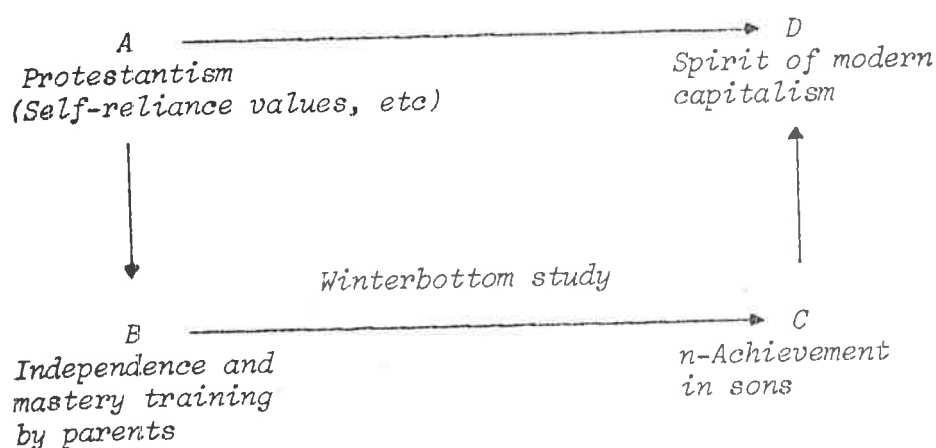 A
Protestantism
(Self-reliance values, etc)
D
Spirit of modern
capitalism
Winterbottom study
B
Independence and
mastery training
by parents
C
n-Achievement
in sons